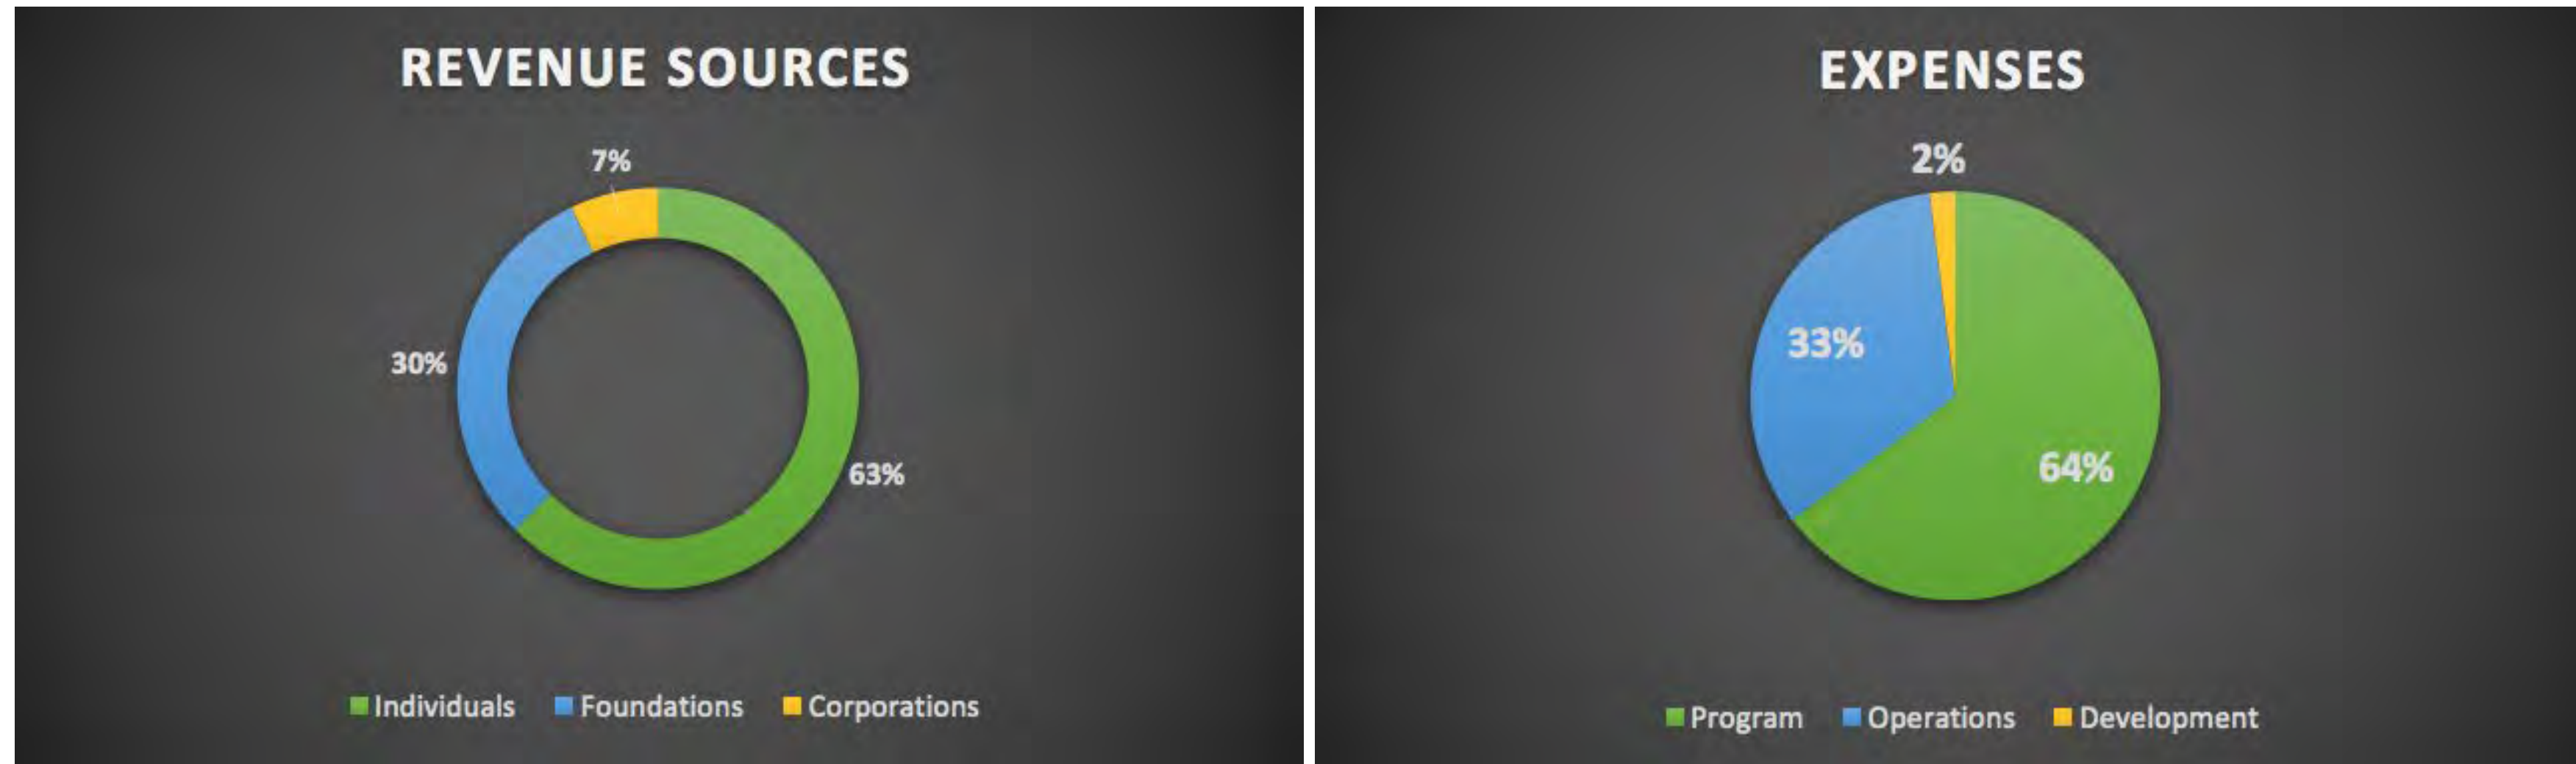 REVENUE SOURCES
7%
30%
63%
Individuals Foundations Corporations
EXPENSES
2%
33%
64%
Program Operations Development